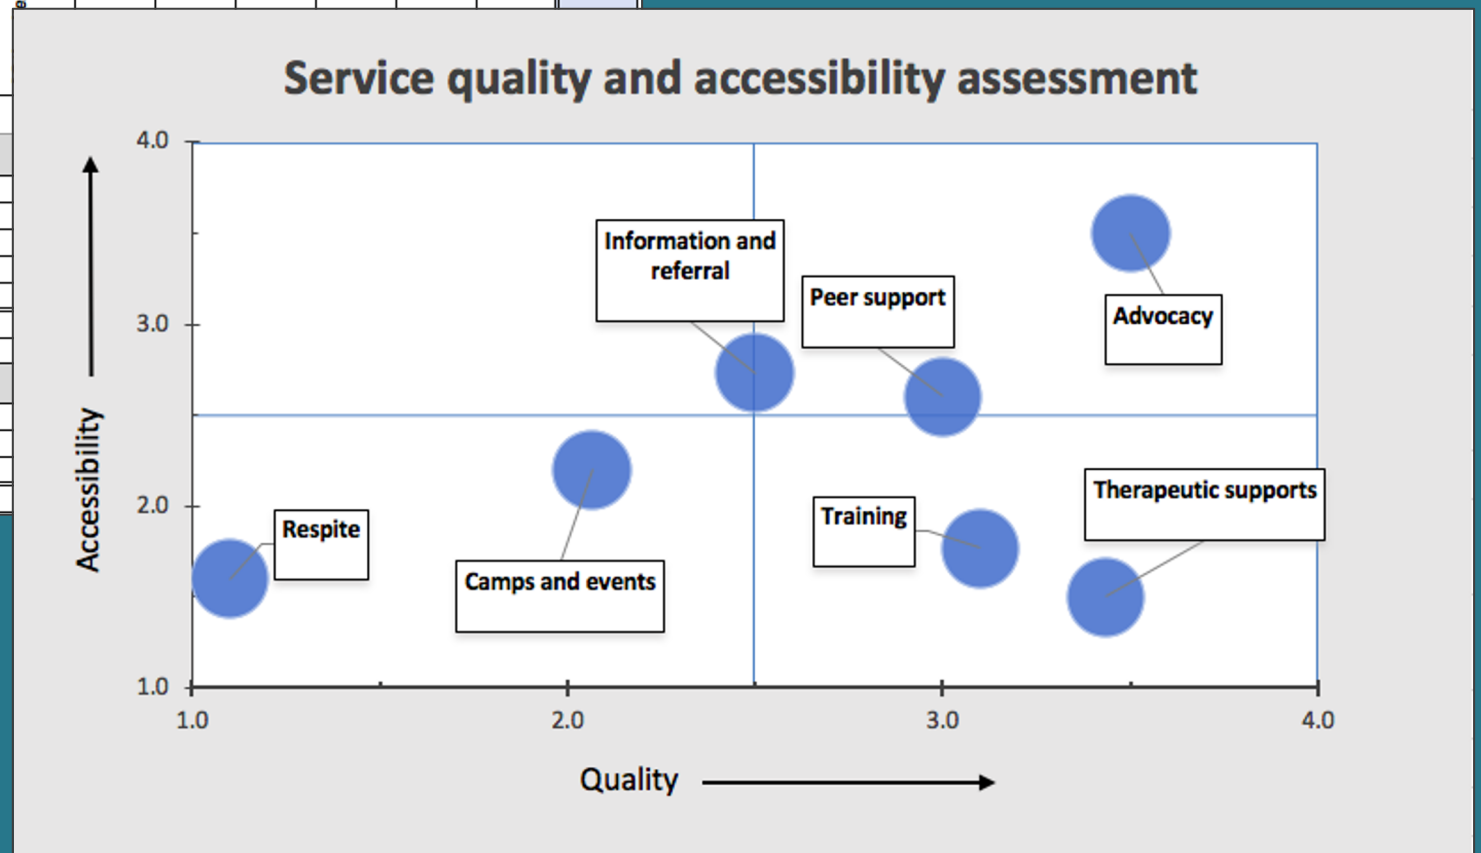 Service quality and accessibility assessment
4.0
Information and
referral
Peer support
Advocacy
3.0
Accessibility
Therapeutic supports
Training
2.0
Respite
Camps and events
1.0
1.0
2.0
3.0
4.0
Quality